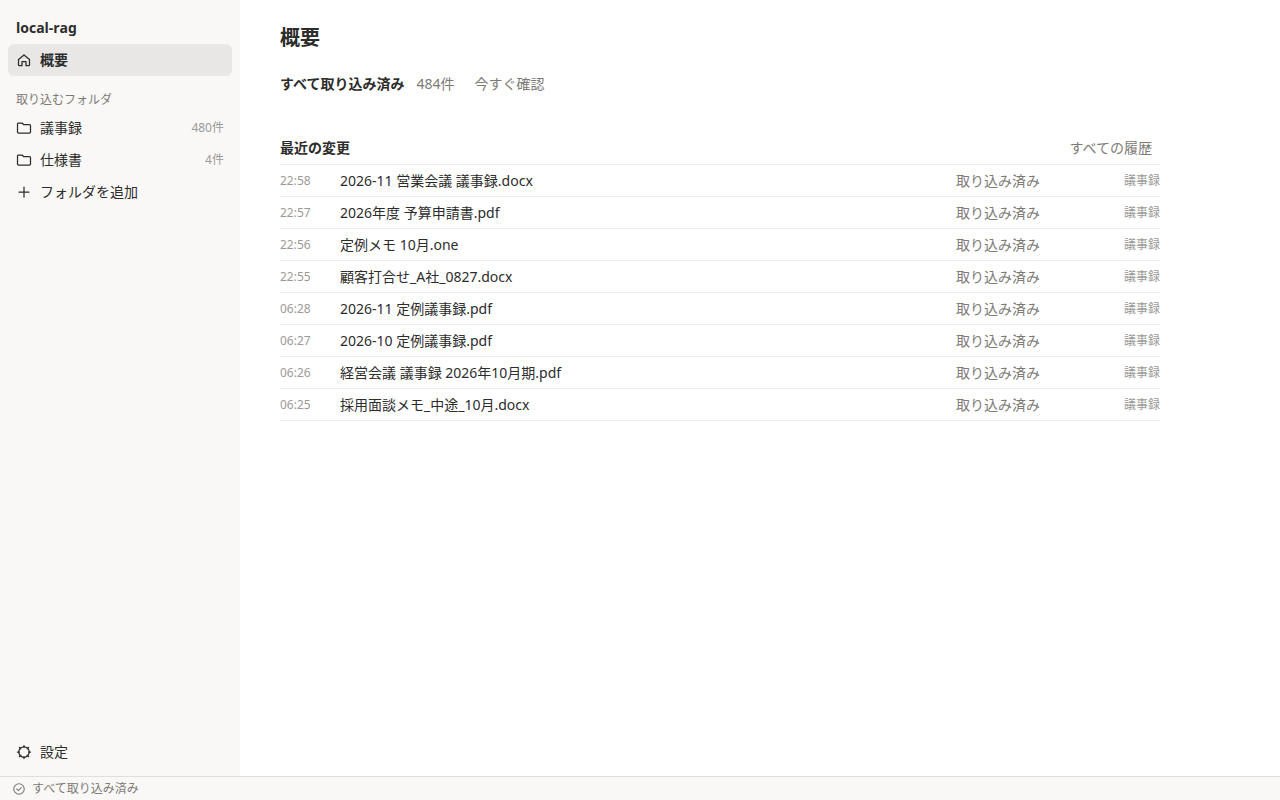 local-rag
概要
取り込むフォルダ
議事録 480件
仕様書 4件
フォルダを追加
設定
概要
すべて取り込み済み 484件 今すぐ確認
最近の変更 すべての履歴
22:58 2026-11 営業会議 議事録.docx 取り込み済み 議事録
22:57 2026年度 予算申請書.pdf 取り込み済み 議事録
22:56 定例メモ 10月.one 取り込み済み 議事録
22:55 顧客打合せ_A社_0827.docx 取り込み済み 議事録
06:28 2026-11 定例議事録.pdf 取り込み済み 議事録
06:27 2026-10 定例議事録.pdf 取り込み済み 議事録
06:26 経営会議 議事録 2026年10月期.pdf 取り込み済み 議事録
06:25 採用面談メモ_中途_10月.docx 取り込み済み 議事録
すべて取り込み済み